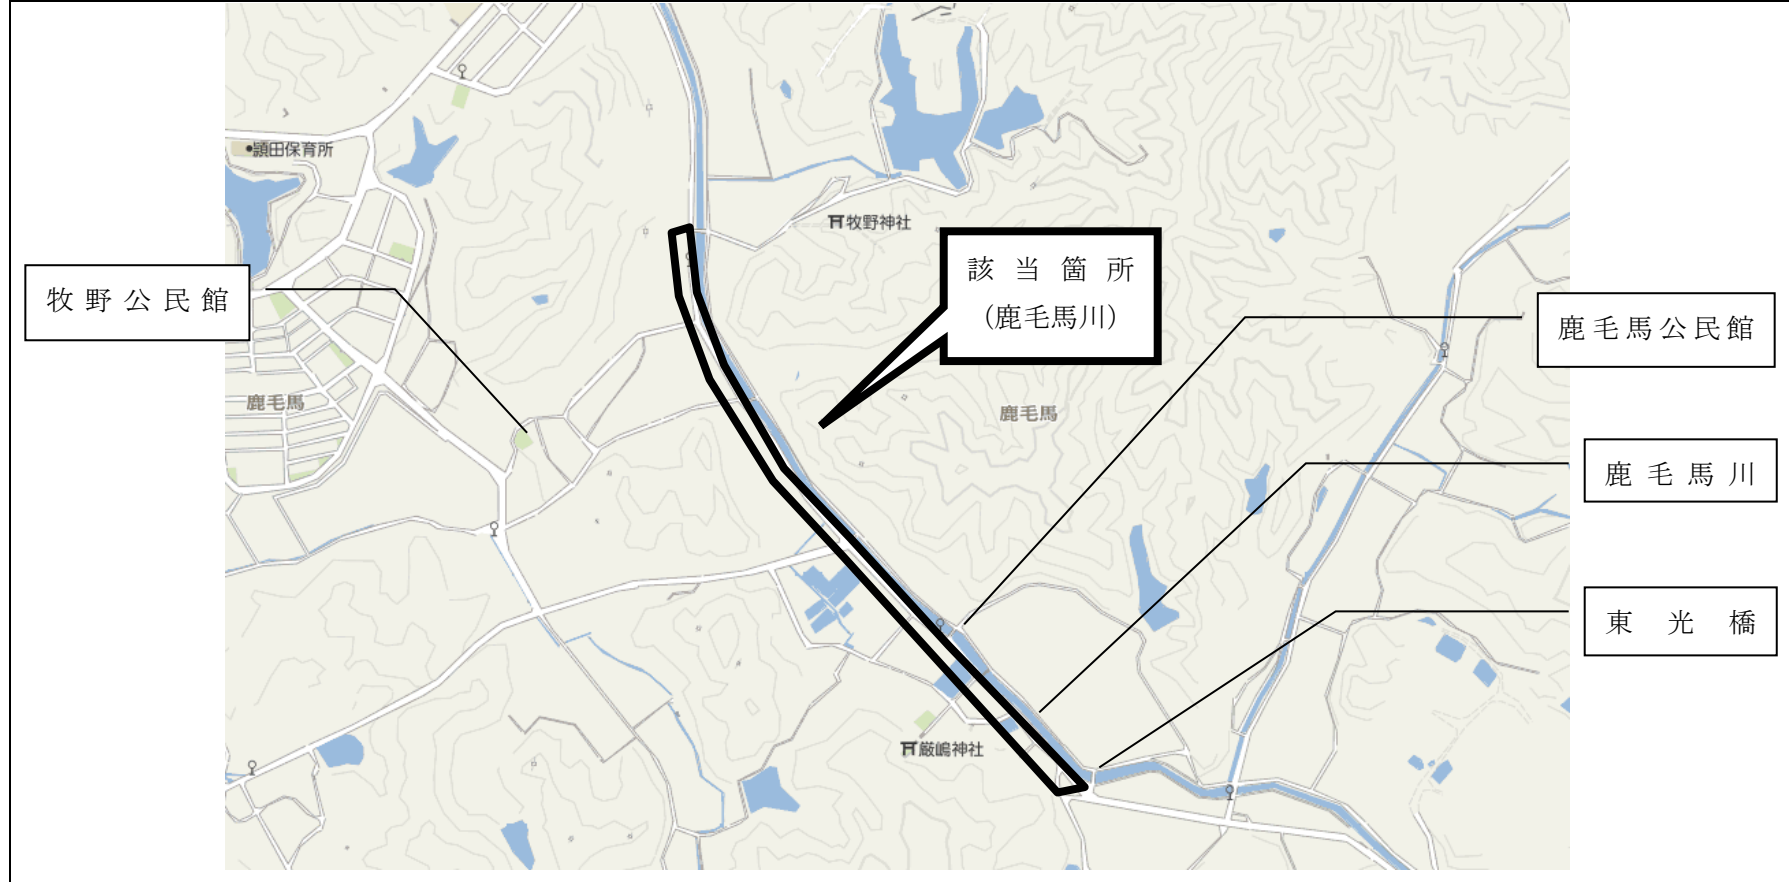 頴田保育所
牧野神社
該当箇所
(鹿毛馬川)
牧野公民館
鹿毛馬公民館
鹿毛馬
鹿毛馬
鹿毛馬川
東光橋
厳嶋神社